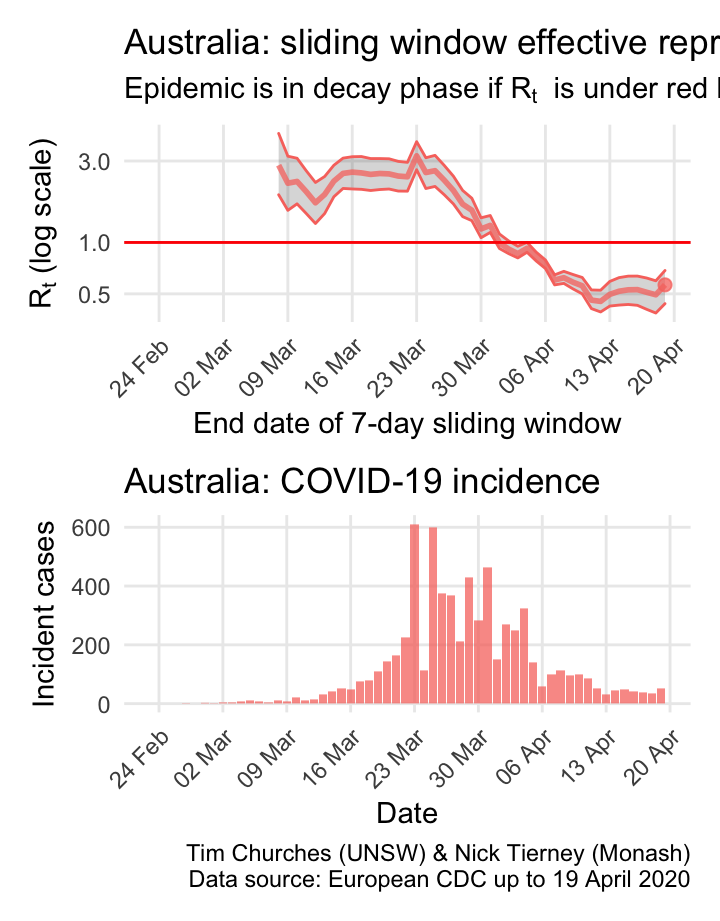 Australia: sliding window effective repr
Epidemic is in decay phase if Rt is under red
Rt (log scale)
3.0
1.0
0.5
24 Feb 02 Mar 09 Mar 16 Mar 23 Mar 30 Mar 06 Apr 13 Apr 20 Apr
End date of 7-day sliding window
Australia: COVID-19 incidence
Incident cases
600
400
200
0
24 Feb 02 Mar 09 Mar 16 Mar 23 Mar 30 Mar 06 Apr 13 Apr 20 Apr
Date
Tim Churches (UNSW) & Nick Tierney (Monash)
Data source: European CDC up to 19 April 2020